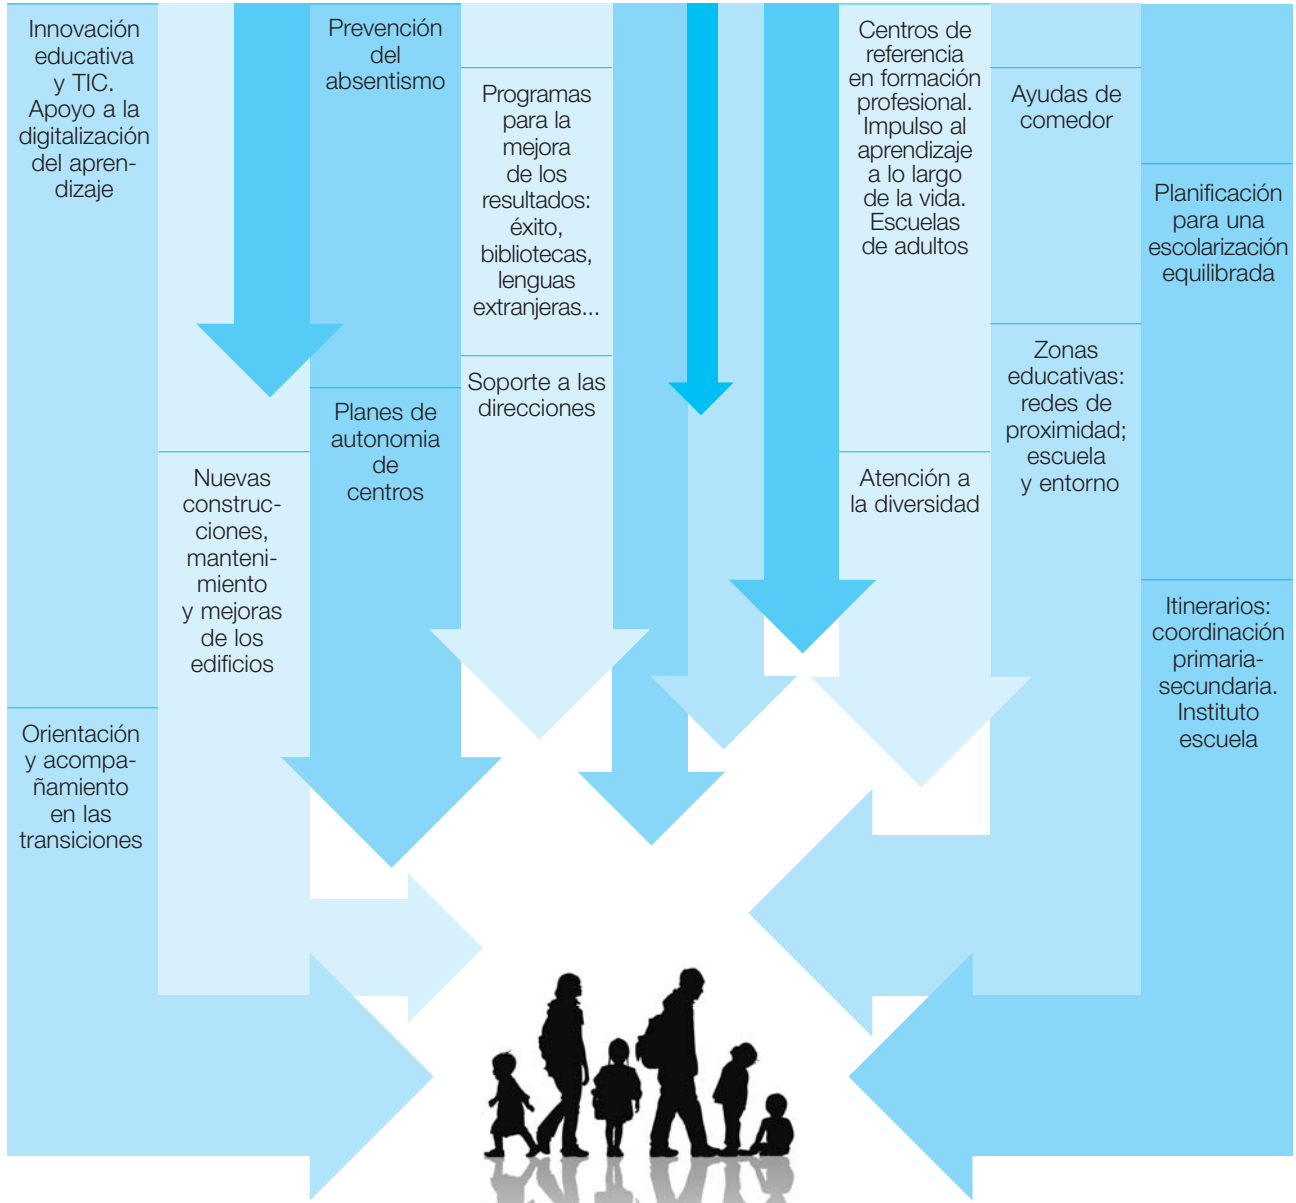 Innovación
educativa
y TIC.
Apoyo a la
digitalización
del apren-
dizaje
Orientación
y acompa-
ñamiento
en las
transiciones
Nuevas
construc-
ciones,
manteni-
miento
y mejoras
de los
edificios
Prevención
del
absentismo
Planes de
autonomia
de
centros
Programas
para la
mejora
de los
resultados:
éxito,
bibliotecas,
lenguas
extranjeras...
Soporte a las
direcciones
Centros de
referencia
en formación
profesional.
Impulso al
aprendizaje
a lo largo
de la vida.
Escuelas
de adultos
Atención a
la diversidad
Ayudas de
comedor
Zonas
educativas:
redes de
proximidad;
escuela
y entorno
Planificación
para una
escolarización
equilibrada
Itinerarios:
coordinación
primaria-
secundaria.
Instituto
escuela